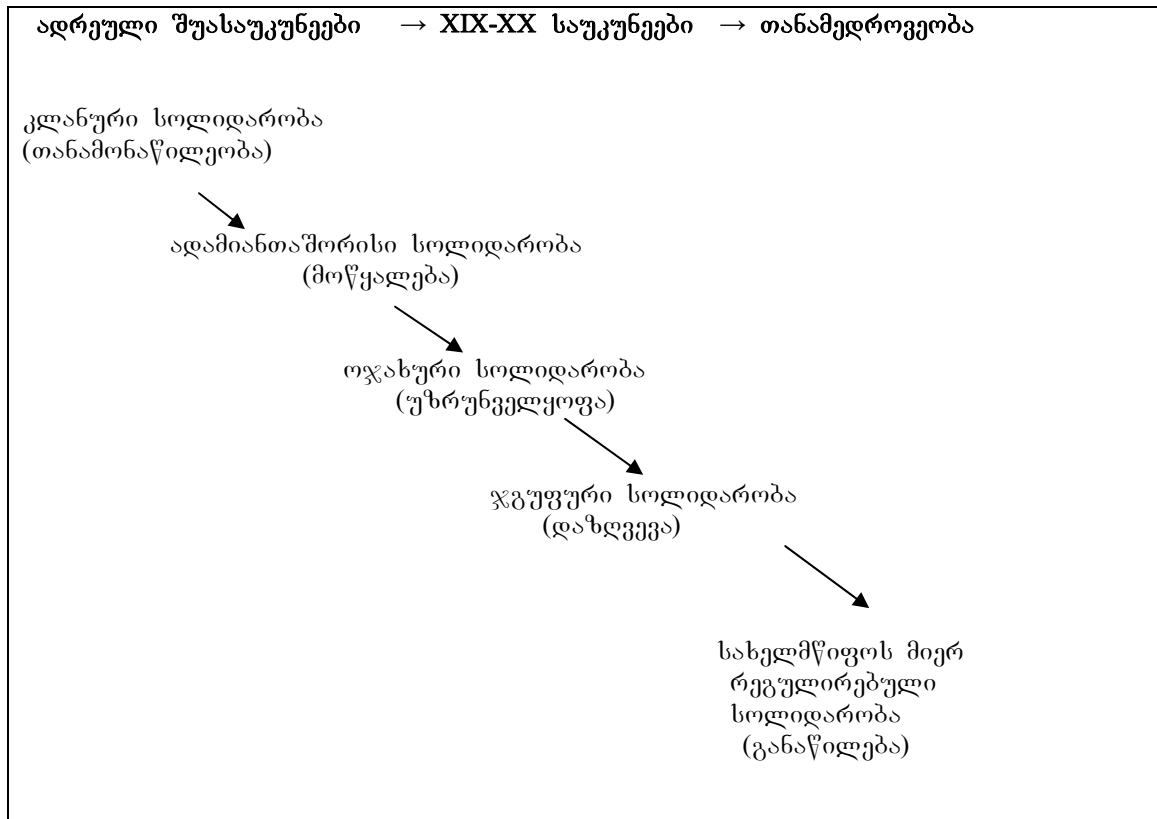 ადრეული შუასაუკუნეები → XIX-XX საუკუნეები → თანამედროვეობა
კლანური სოლიდარობა
(თანამონაწილეობა)
ადამიანთაშორისი სოლიდარობა
(მოწყალება)
ოჯახური სოლიდარობა
(უზრუნველყოფა)
ჯგუფური სოლიდარობა
(დაზღვევა)
სახელმწიფოს მიერ
რეგულირებული
სოლიდარობა
(განაწილება)